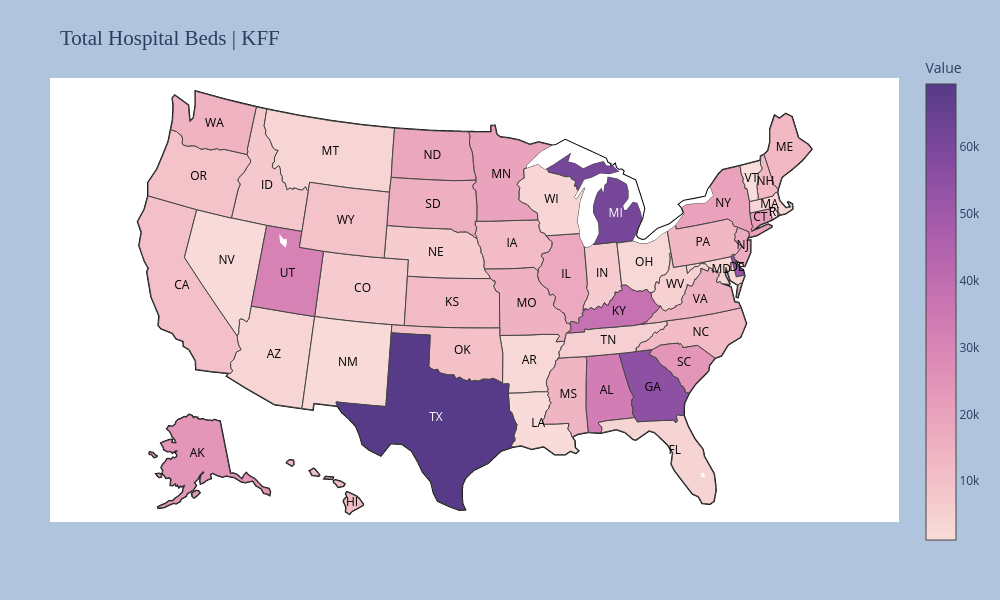 Total Hospital Beds | KFF
Value
60k
50k
40k
30k
20k
10k
WA
MT
ND
MN
ME
OR
ID
SD
WI
VT
NH
WY
NY
MA
MI
CT
RI
NV
NE
IA
PA
NJ
CA
UT
CO
IL
IN
OH
MD
DE
WV
KS
MO
KY
VA
AZ
NM
OK
AR
TN
NC
SC
TX
MS
AL
GA
LA
FL
AK
HI